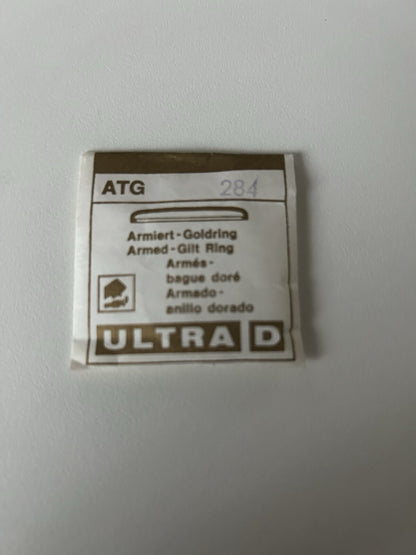 ATG 284
Armiert-Goldring
Armed-Gilt Ring
Armés-
bague doré
Armado-
anillo dorado
ULTRA D